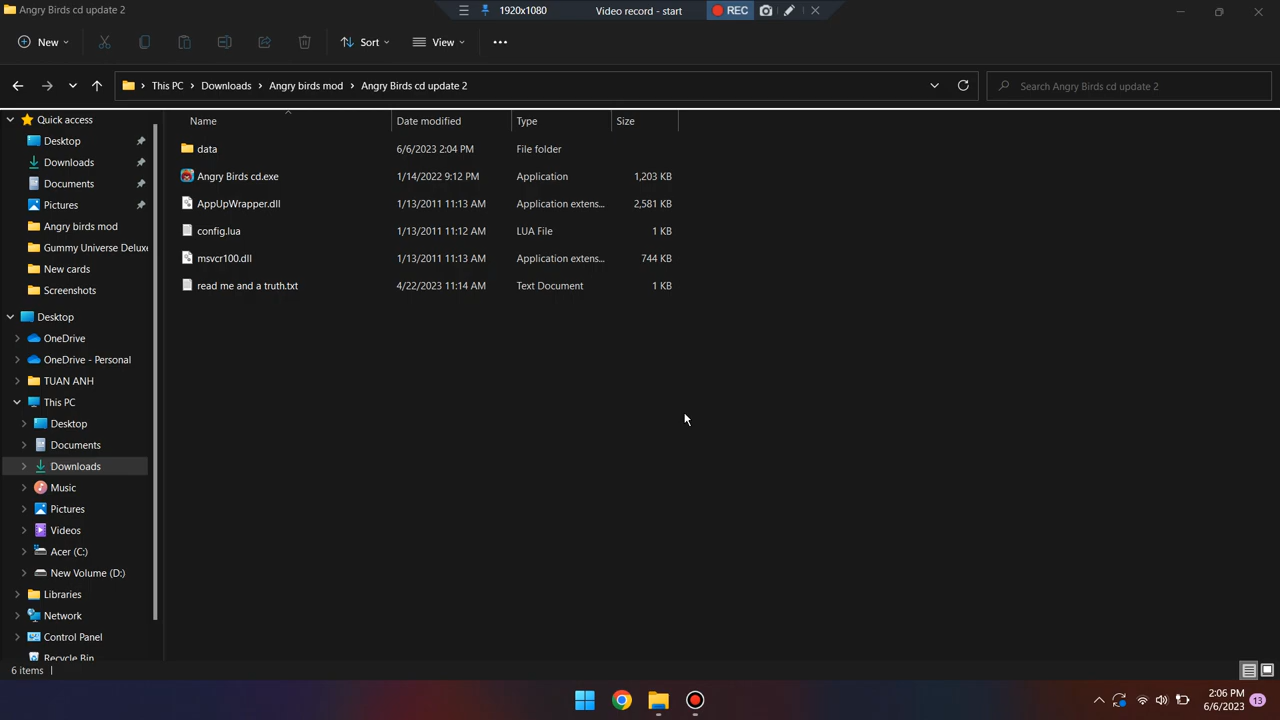 Angry Birds cd update 2
1920x1080 Video record - start REC
New Sort View
This PC Downloads Angry birds mod Angry Birds cd update 2 Search Angry Birds cd update 2
Name Date modified Type Size
data 6/6/2023 2:04 PM File folder
Angry Birds cd.exe 1/14/2022 9:12 PM Application 1,203 KB
AppUpWrapper.dll 1/13/2011 11:13 AM Application extens... 2,581 KB
config.lua 1/13/2011 11:12 AM LUA File 1 KB
msvcr100.dll 1/13/2011 11:13 AM Application extens... 744 KB
read me and a truth.txt 4/22/2023 11:14 AM Text Document 1 KB
Quick access
Desktop
Downloads
Documents
Pictures
Angry birds mod
Gummy Universe Deluxe
New cards
Screenshots
Desktop
OneDrive
OneDrive - Personal
TUAN ANH
This PC
Desktop
Documents
Downloads
Music
Pictures
Videos
Acer (C:)
New Volume (D:)
Libraries
Network
Control Panel
Recycle Bin
6 items
2:06 PM
6/6/2023 13